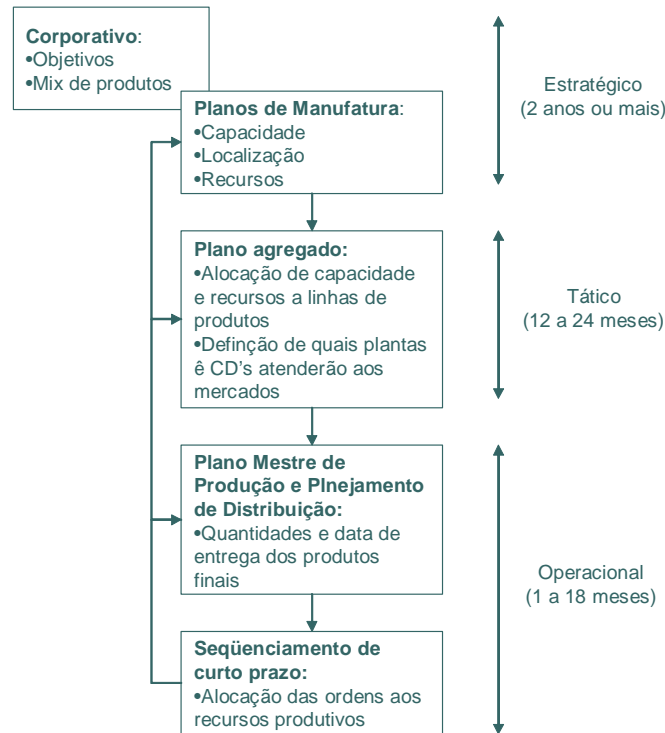 Corporativo:
•Objetivos
•Mix de produtos
Planos de Manufatura:
•Capacidade
•Localização
•Recursos
Estratégico
(2 anos ou mais)
Plano agregado:
•Alocação de capacidade
e recursos a linhas de
produtos
•Definção de quais plantas
ê CD's atenderão aos
mercados
Tático
(12 a 24 meses)
Plano Mestre de
Produção e Plnejamento
de Distribuição:
•Quantidades e data de
entrega dos produtos
finais
Operacional
(1 a 18 meses)
Seqüenciamento de
curto prazo:
•Alocação das ordens aos
recursos produtivos